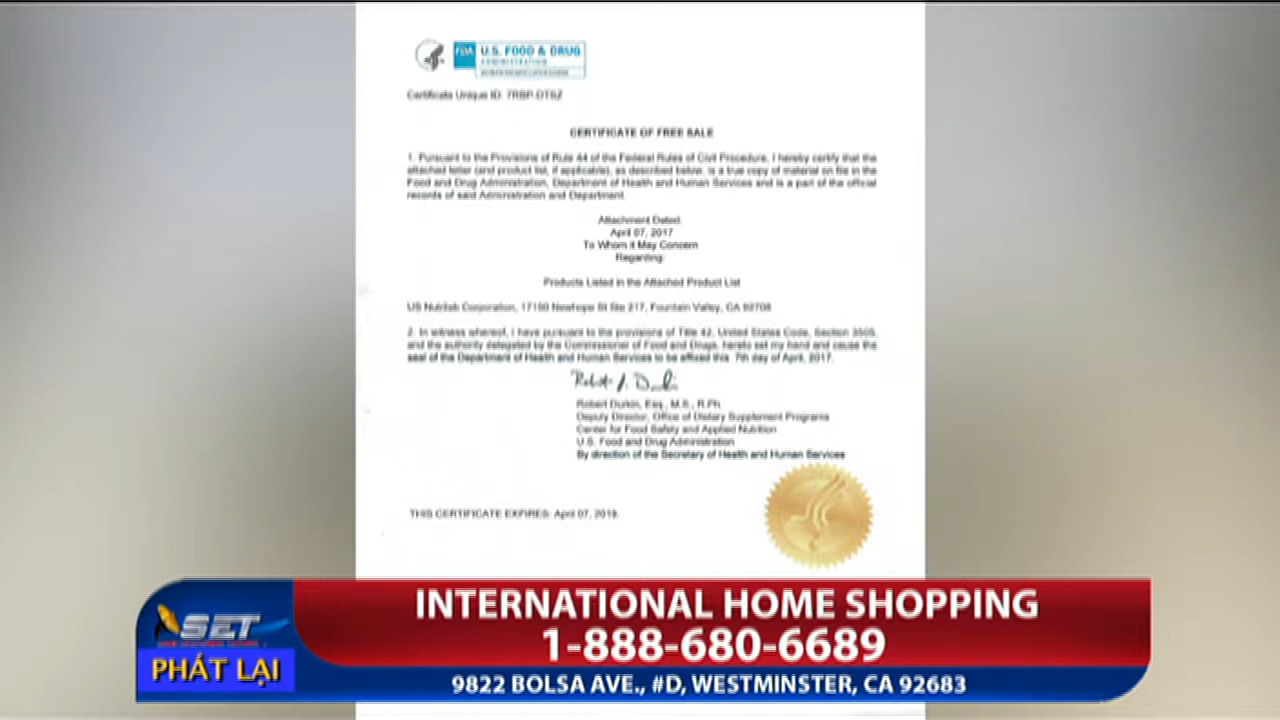 FDA U.S. FOOD & DRUG
ADMINISTRATION
Certificate Unique ID: 7RBP-DTSZ
CERTIFICATE OF FREE SALE
1. Pursuant to the Provisions of Rule 44 of the Federal Rules of Civil Procedure, I hereby certify that the
attached letter (and product list, if applicable), as described below, is a true copy of material on file in the
Food and Drug Administration, Department of Health and Human Services and is a part of the official
records of said Administration and Department.
Attachment Dated:
April 07, 2017
To Whom it May Concern
Regarding:
Products Listed in the Attached Product List
US Nutrilab Corporation, 17150 Newhope St Ste 217, Fountain Valley, CA 92708
2. In witness whereof, I have pursuant to the provisions of Title 42, United States Code, Section 3505,
and the authority delegated by the Commissioner of Food and Drugs, hereto set my hand and cause the
seal of the Department of Health and Human Services to be affixed this 7th day of April, 2017.
Robert Durkin, Esq., M.S., R.Ph.
Deputy Director, Office of Dietary Supplement Programs
Center for Food Safety and Applied Nutrition
U.S. Food and Drug Administration
By direction of the Secretary of Health and Human Services
THIS CERTIFICATE EXPIRES: April 07, 2019.
INTERNATIONAL HOME SHOPPING
1-888-680-6689
SET
PHÁT LẠI
9822 BOLSA AVE., #D, WESTMINSTER, CA 92683